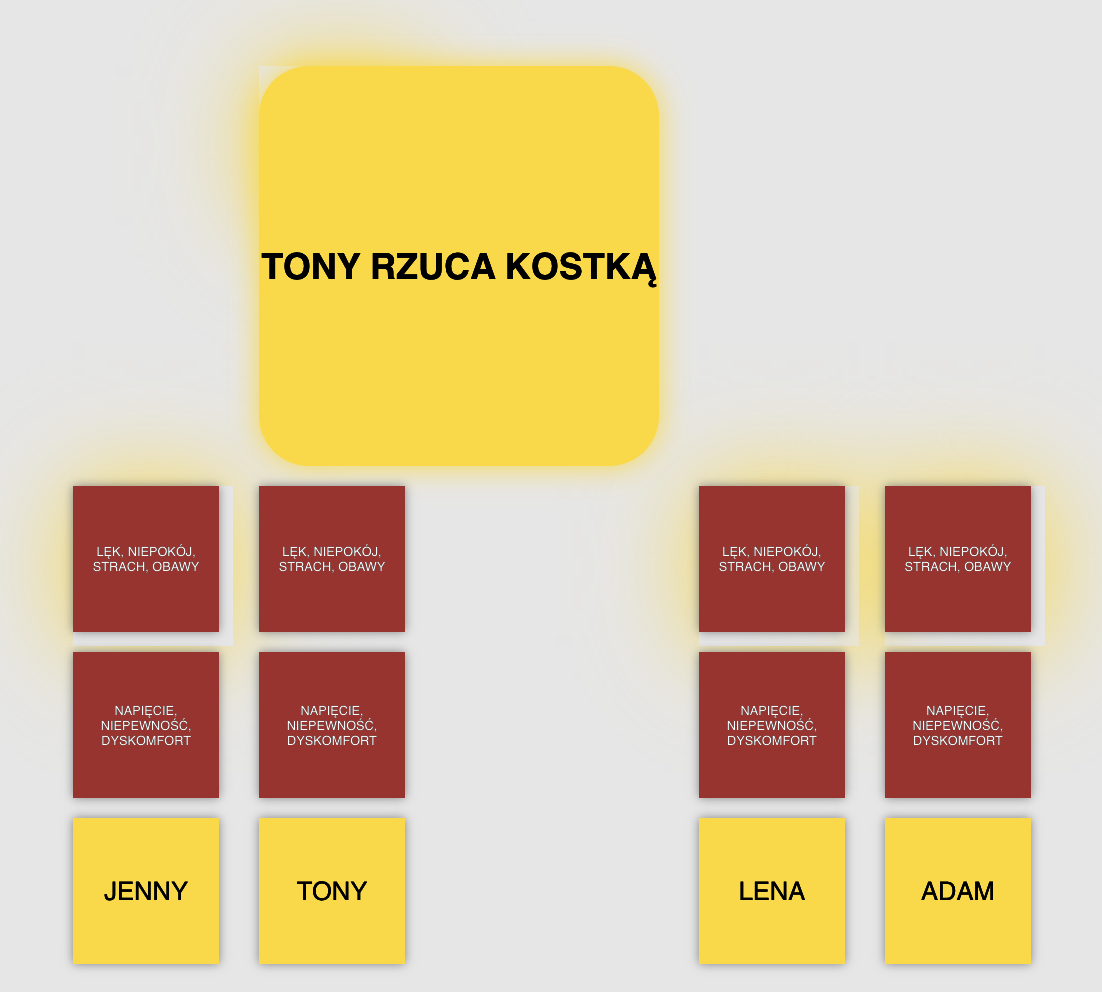 TONY RZUCA KOSTKĄ
LĘK, NIEPOKÓJ,
STRACH, OBAWY
LĘK, NIEPOKÓJ,
STRACH, OBAWY
LĘK, NIEPOKÓJ,
STRACH, OBAWY
LĘK, NIEPOKÓJ,
STRACH, OBAWY
NAPIĘCIE,
NIEPEWNOŚĆ,
DYSKOMFORT
NAPIĘCIE,
NIEPEWNOŚĆ,
DYSKOMFORT
NAPIĘCIE,
NIEPEWNOŚĆ,
DYSKOMFORT
NAPIĘCIE,
NIEPEWNOŚĆ,
DYSKOMFORT
JENNY
TONY
LENA
ADAM